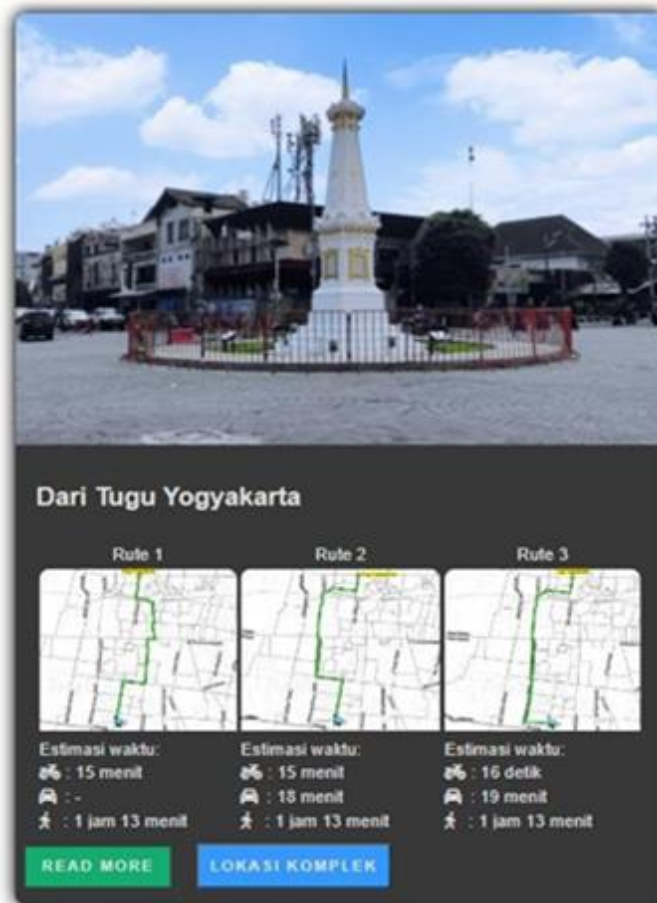 Dari Tugu Yogyakarta
Rute 1 Rute 2 Rute 3
Estimasi waktu: Estimasi waktu: Estimasi waktu:
: 15 menit : 15 menit : 16 detik
: - : 18 menit : 19 menit
: 1 jam 13 menit : 1 jam 13 menit : 1 jam 13 menit
READ MORE LOKASI KOMPLEK